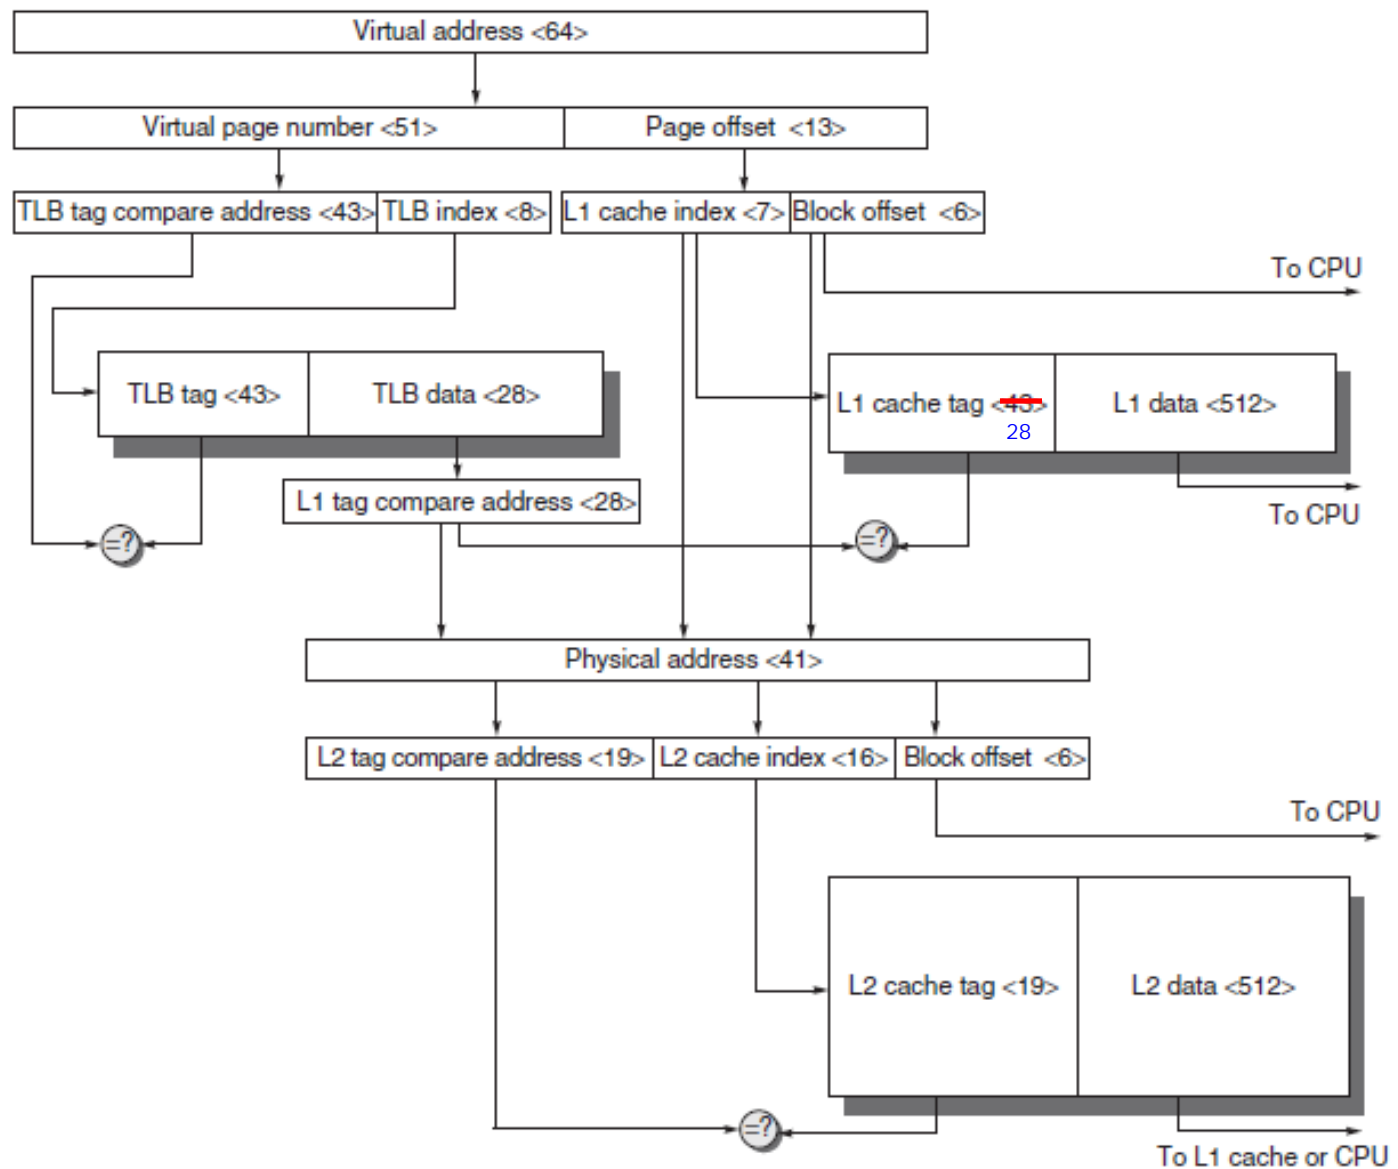 Virtual address <64>
Virtual page number <51>
Page offset <13>
TLB tag compare address <43>
TLB index <8>
L1 cache index <7>
Block offset <6>
To CPU
TLB tag <43>
TLB data <28>
L1 cache tag <43>
28
L1 data <512>
L1 tag compare address <28>
To CPU
=?
=?
Physical address <41>
L2 tag compare address <19>
L2 cache index <16>
Block offset <6>
To CPU
L2 cache tag <19>
L2 data <512>
=?
To L1 cache or CPU